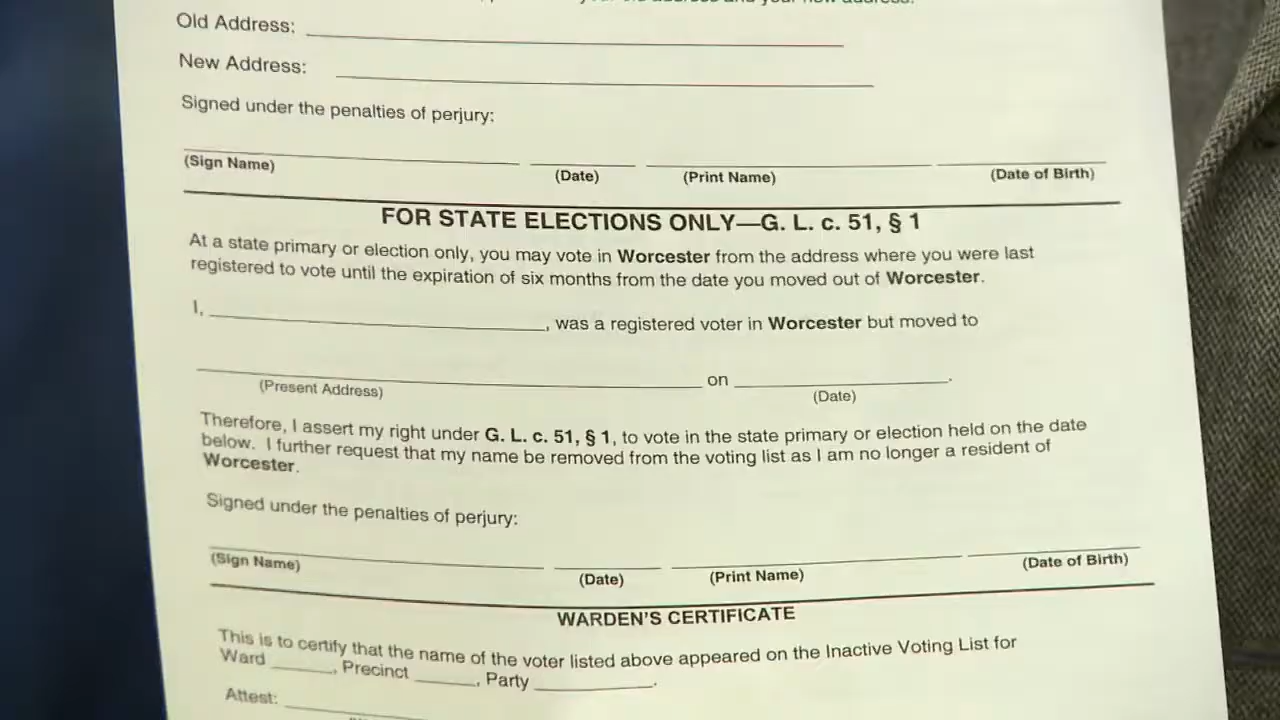 Old Address:
New Address:
Signed under the penalties of perjury:
(Sign Name) (Date) (Print Name) (Date of Birth)
FOR STATE ELECTIONS ONLY—G. L. c. 51, § 1
At a state primary or election only, you may vote in Worcester from the address where you were last
registered to vote until the expiration of six months from the date you moved out of Worcester.
I, ____, was a registered voter in Worcester but moved to
____ on ____.
(Present Address) (Date)
Therefore, I assert my right under G. L. c. 51, § 1, to vote in the state primary or election held on the date
below. I further request that my name be removed from the voting list as I am no longer a resident of
Worcester.
Signed under the penalties of perjury:
(Sign Name) (Date) (Print Name) (Date of Birth)
WARDEN'S CERTIFICATE
This is to certify that the name of the voter listed above appeared on the Inactive Voting List for
Ward ____, Precinct ____, Party ____.
Attest: